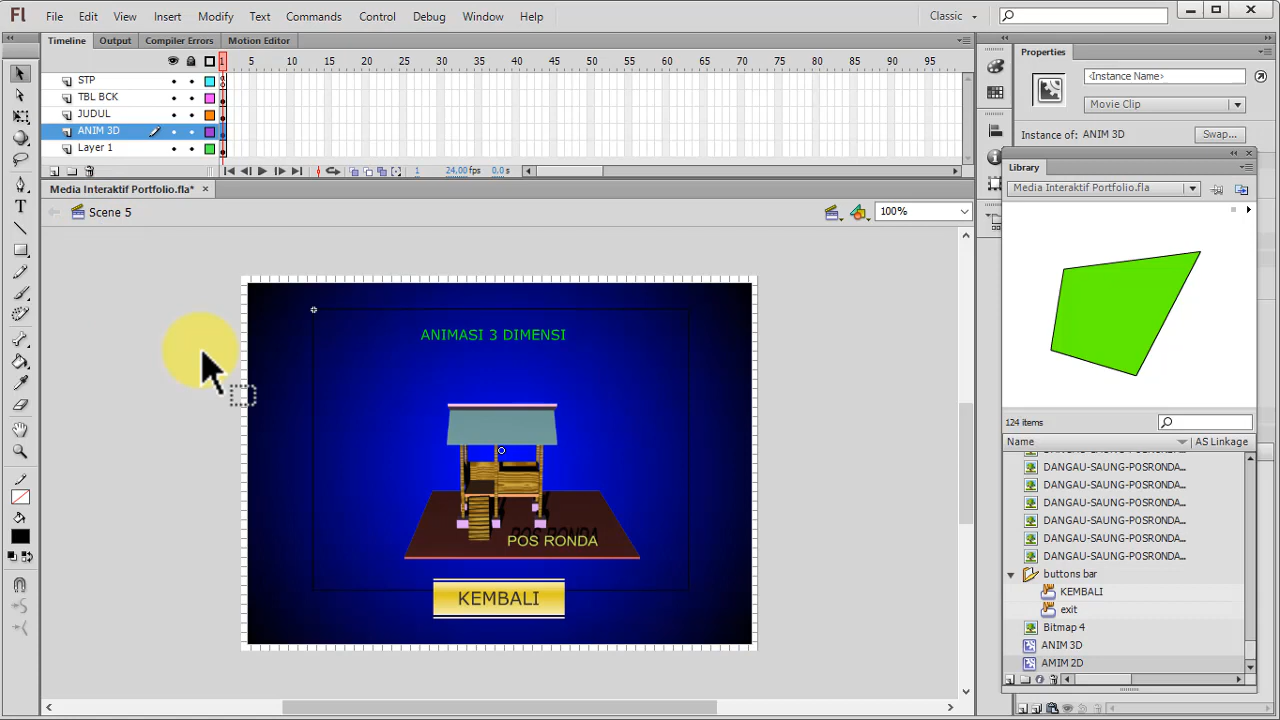 Fl File Edit View Insert Modify Text Commands Control Debug Window Help Classic
Timeline Output Compiler Errors Motion Editor
1 5 10 15 20 25 30 35 40 45 50 55 60 65 70 75 80 85 90 95
STP
TBL BCK
JUDUL
ANIM 3D
Layer 1
1 24.00 fps 0.0 s
Media Interaktif Portfolio.fla*
Scene 5 100%
ANIMASI 3 DIMENSI
POS RONDA
KEMBALI
Properties
<Instance Name>
Movie Clip
Instance of: ANIM 3D Swap...
Library
Media Interaktif Portfolio.fla
124 items
Name AS Linkage
DANGAU-SAUNG-POSRONDA...
DANGAU-SAUNG-POSRONDA...
DANGAU-SAUNG-POSRONDA...
DANGAU-SAUNG-POSRONDA...
DANGAU-SAUNG-POSRONDA...
DANGAU-SAUNG-POSRONDA...
buttons bar
KEMBALI
exit
Bitmap 4
ANIM 3D
AMIM 2D